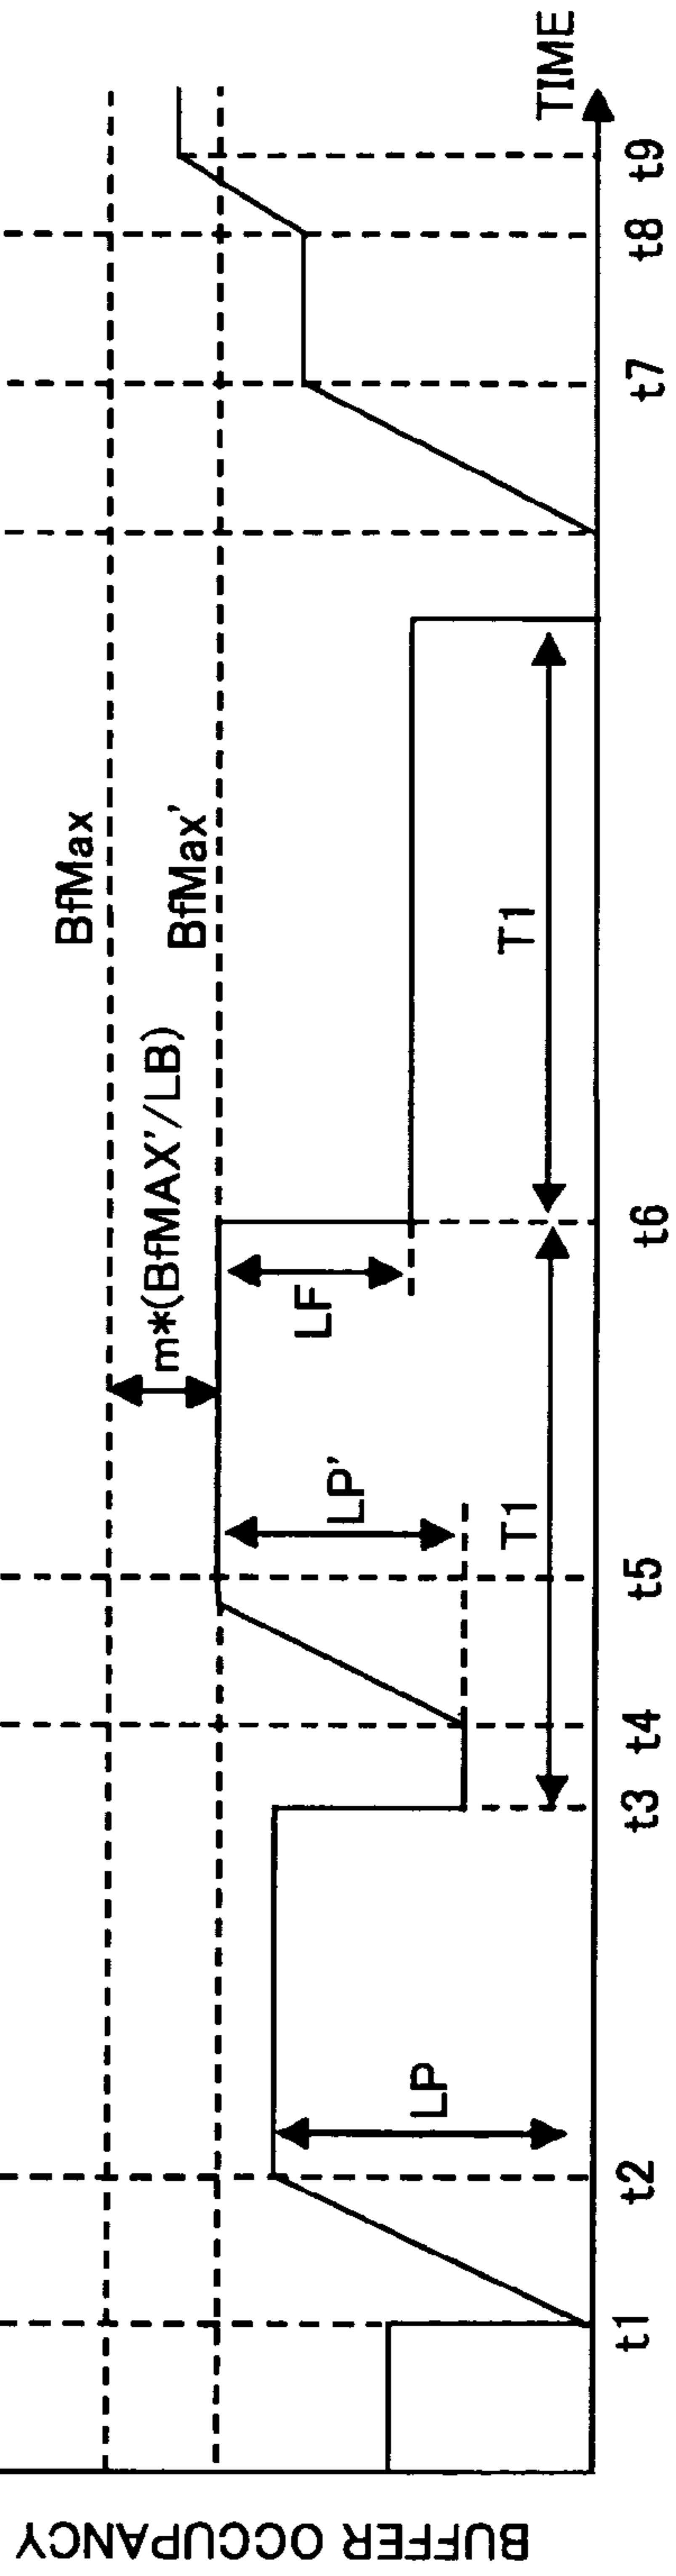 BUFFER OCCUPANCY
BfMax
m*(BfMAX'/LB)
BfMax'
LP
LP'
LF
T1
T1
TIME
t1
t2
t3
t4
t5
t6
t7
t8
t9